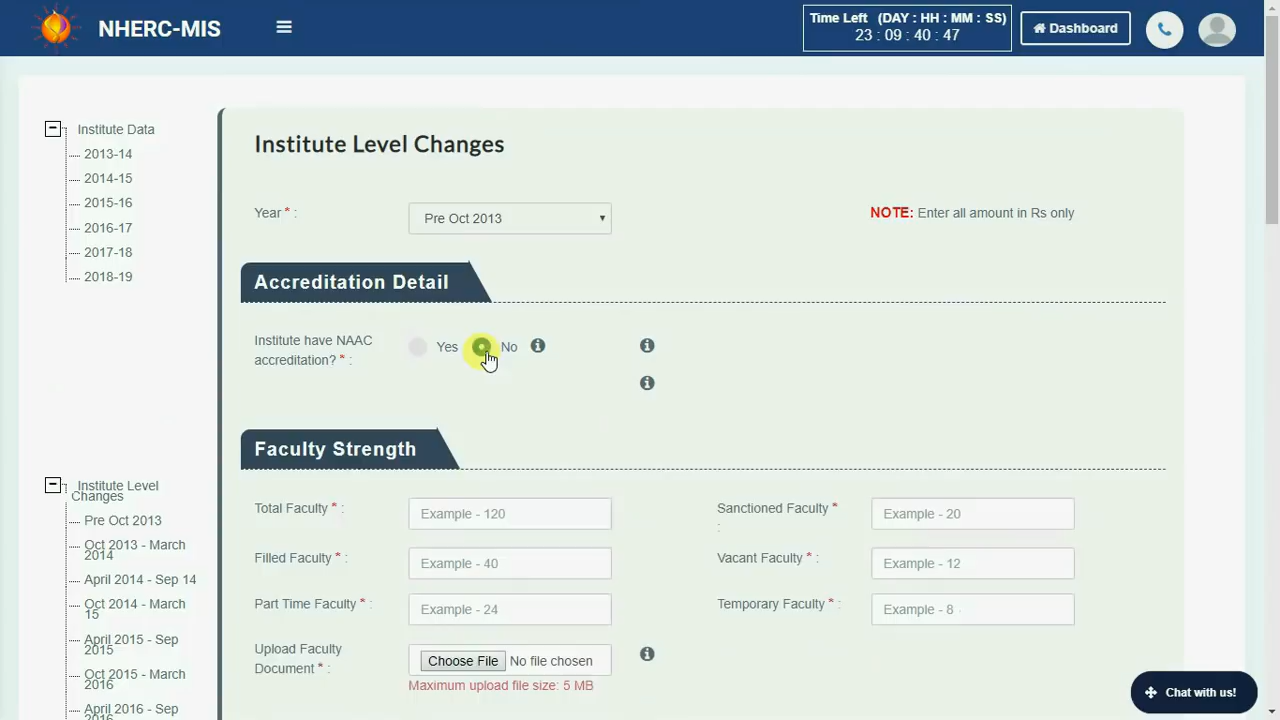 NHERC-MIS
Time Left (DAY : HH : MM : SS)
23 : 09 : 40 : 47
Dashboard
Institute Data
2013-14
2014-15
2015-16
2016-17
2017-18
2018-19
Institute Level
Changes
Pre Oct 2013
Oct 2013 - March
2014
April 2014 - Sep 14
Oct 2014 - March
15
April 2015 - Sep
2015
Oct 2015 - March
2016
April 2016 - Sep
2016
Institute Level Changes
Year * :
Pre Oct 2013
NOTE: Enter all amount in Rs only
Accreditation Detail
Institute have NAAC
accreditation? * :
Yes
No
Faculty Strength
Total Faculty * :
Example - 120
Sanctioned Faculty *
:
Example - 20
Filled Faculty * :
Example - 40
Vacant Faculty * :
Example - 12
Part Time Faculty * :
Example - 24
Temporary Faculty * :
Example - 8
Upload Faculty
Document * :
Choose File No file chosen
Maximum upload file size: 5 MB
Chat with us!